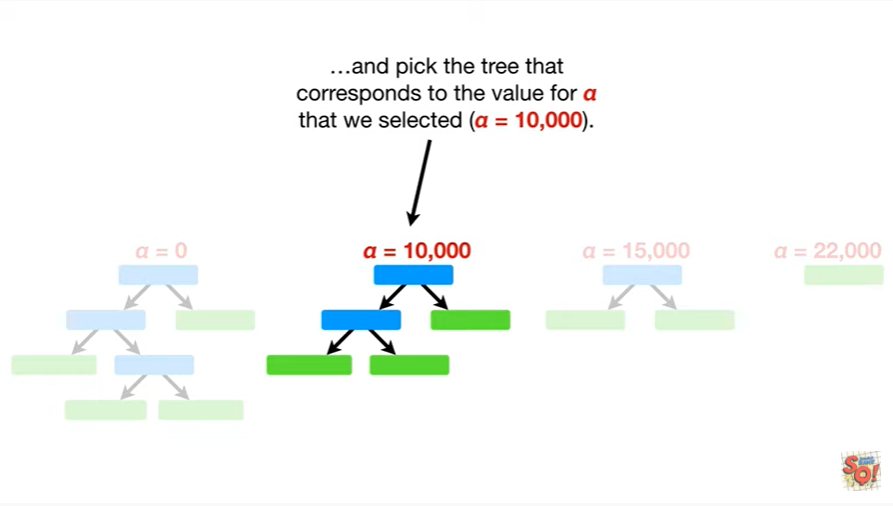 …and pick the tree that
corresponds to the value for α
that we selected (α = 10,000).
α = 0
α = 10,000
α = 15,000
α = 22,000